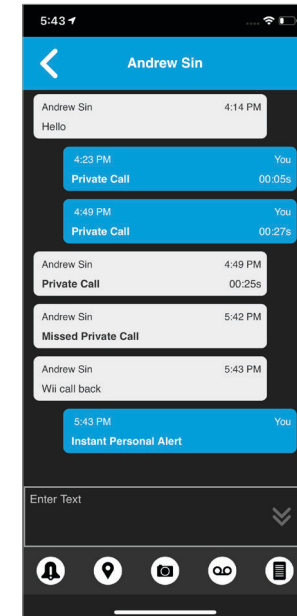 5:43
Andrew Sin
Andrew Sin 4:14 PM
Hello
4:23 PM You
Private Call 00:05s
4:49 PM You
Private Call 00:27s
Andrew Sin 4:49 PM
Private Call 00:25s
Andrew Sin 5:42 PM
Missed Private Call
Andrew Sin 5:43 PM
Wii call back
5:43 PM You
Instant Personal Alert
Enter Text